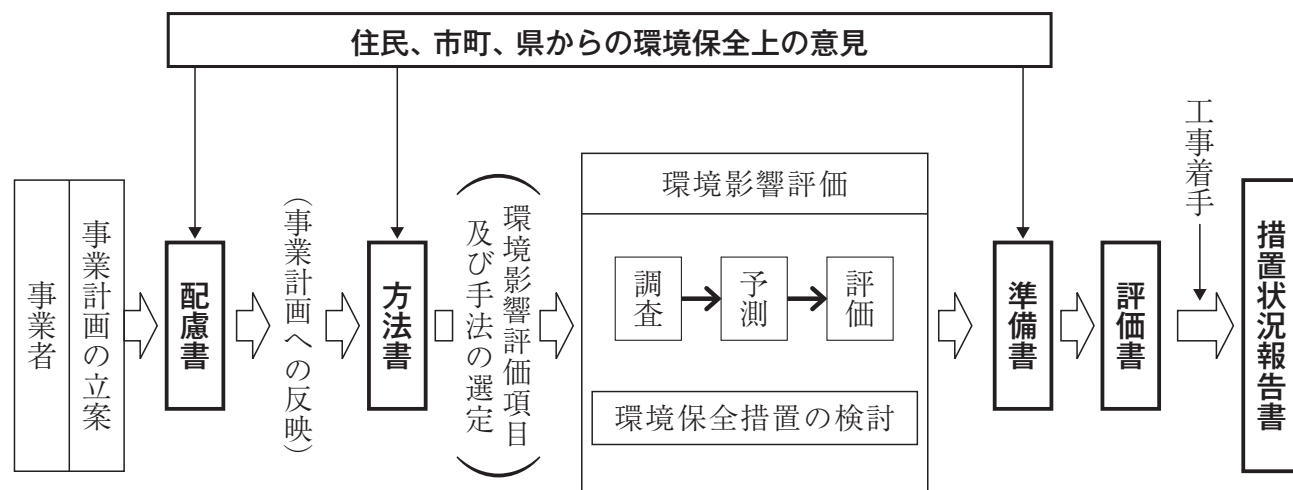 住民、市町、県からの環境保全上の意見
事業者
事業計画の立案
配慮書
（事業計画への反映）
方法書
（環境影響評価項目
及び手法の選定）
環境影響評価
調査
予測
評価
環境保全措置の検討
準備書
評価書
工事着手
措置状況報告書